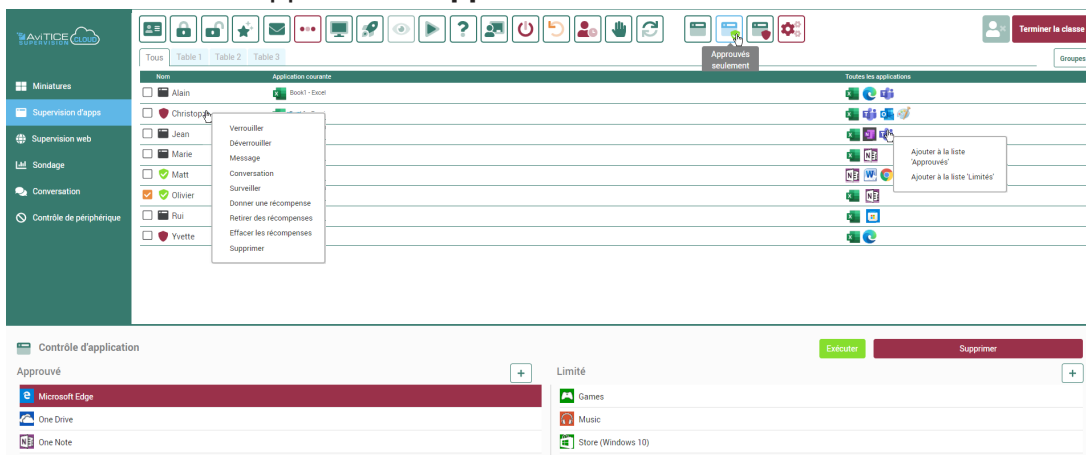 AViTICE CLOUD
SUPERVISION
Terminer la classe
Tous Table 1 Table 2 Table 3
Approuvés
seulement
Groupes
Nom Application courante Toutes les applications
Miniatures
Supervision d'apps
Supervision web
Sondage
Conversation
Contrôle de périphérique
Alain Book1 - Excel
Jean
Marie
Matt
Olivier
Rui
Yvette
Verrouiller
Déverrouiller
Message
Conversation
Surveiller
Donner une récompense
Retirer des récompenses
Effacer les récompenses
Supprimer
Ajouter à la liste
'Approuvés'
Ajouter à la liste 'Limités'
Contrôle d'application
Exécuter Supprimer
Approuvé + Limité +
Microsoft Edge Games
One Drive Music
One Note Store (Windows 10)